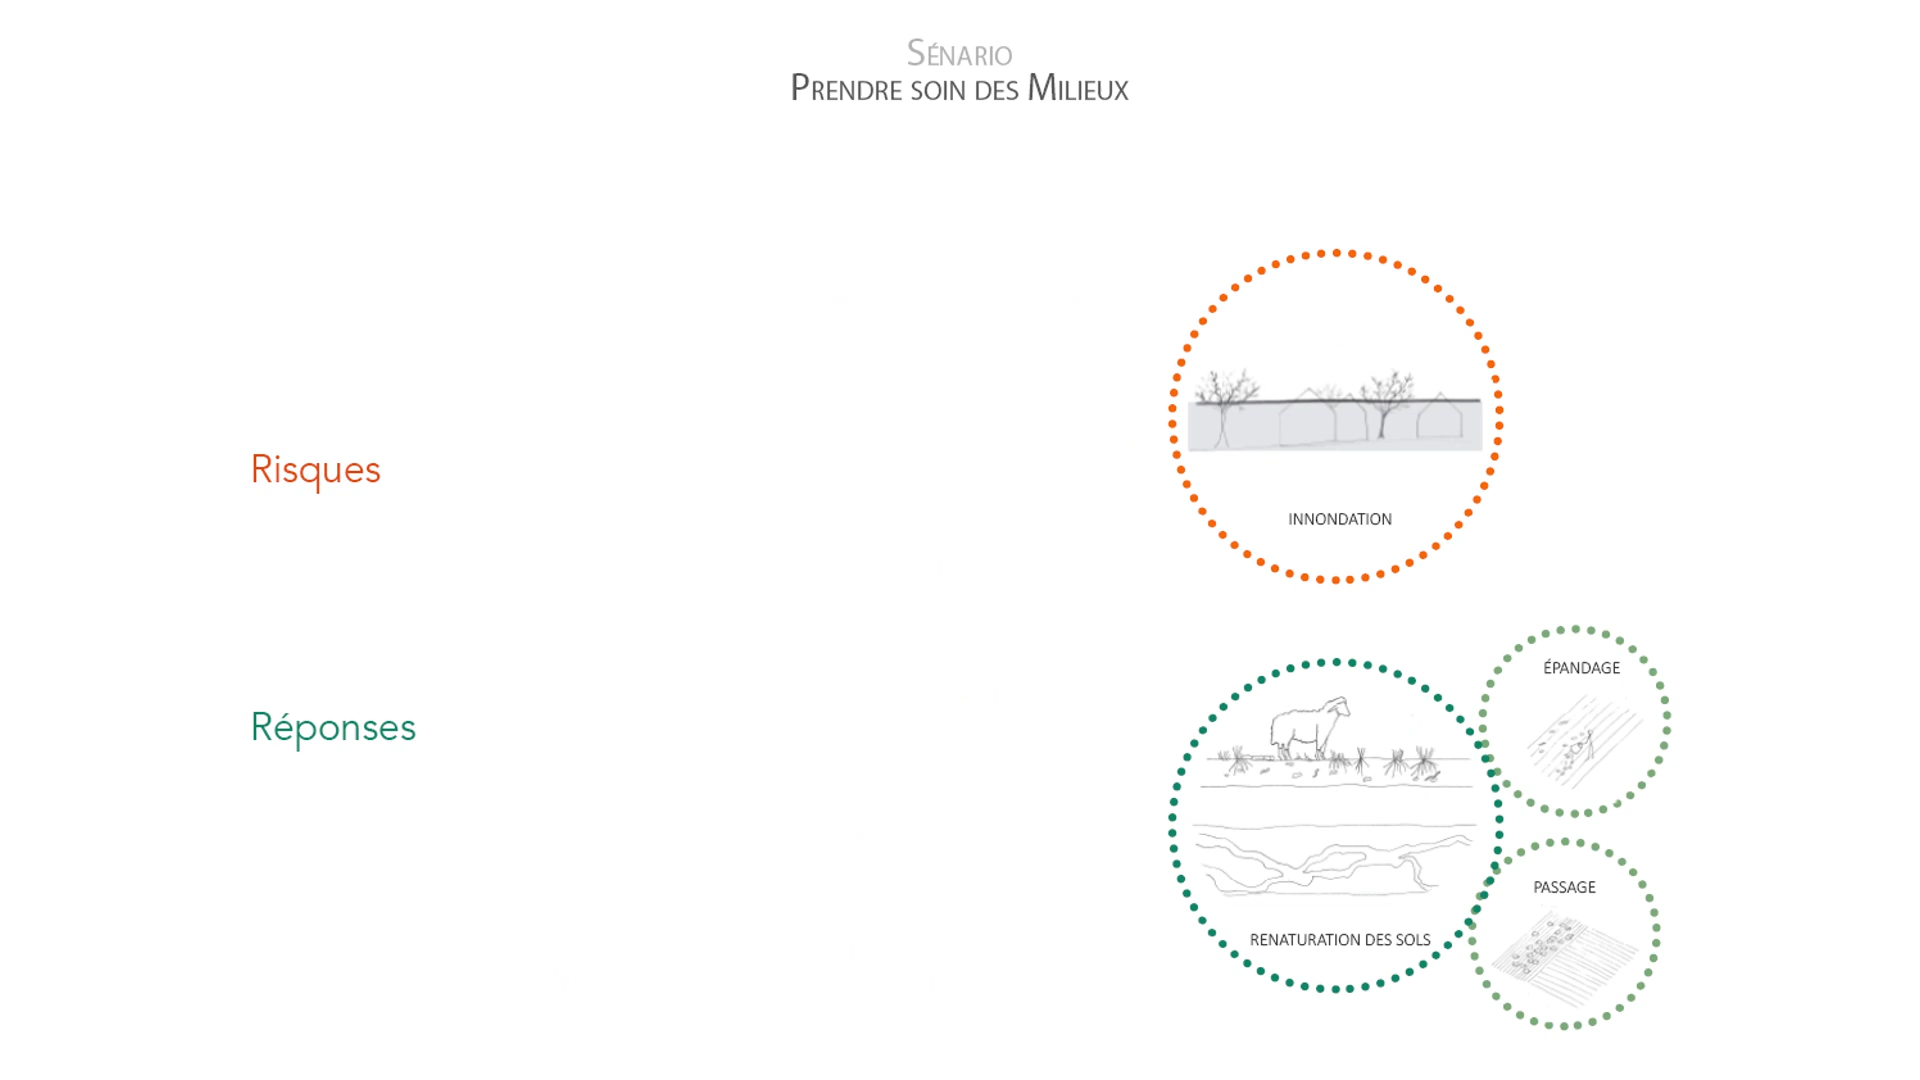 SÉNARIO
PRENDRE SOIN DES MILIEUX
Risques
INNONDATION
Réponses
ÉPANDAGE
PASSAGE
RENATURATION DES SOLS